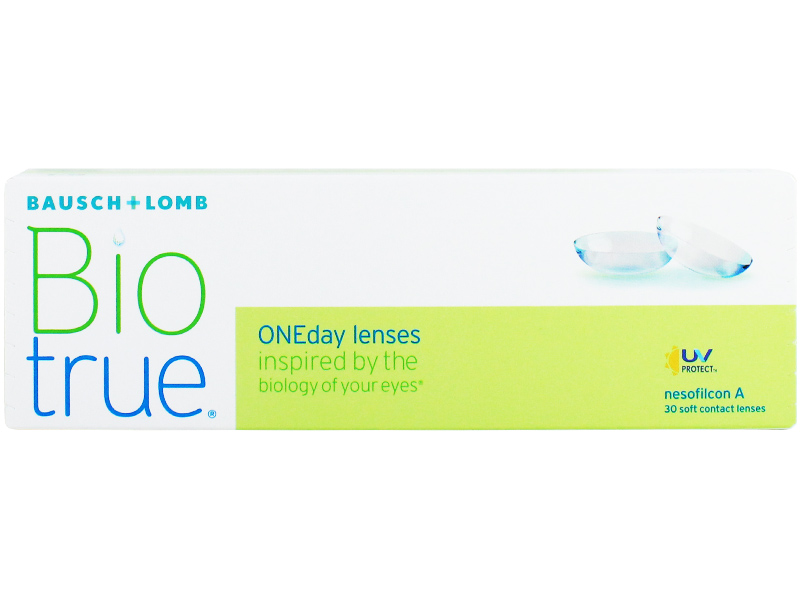 BAUSCH+LOMB
Bio
true®
ONEday lenses
inspired by the
biology of your eyes®
UV
PROTECT™
nesofilcon A
30 soft contact lenses